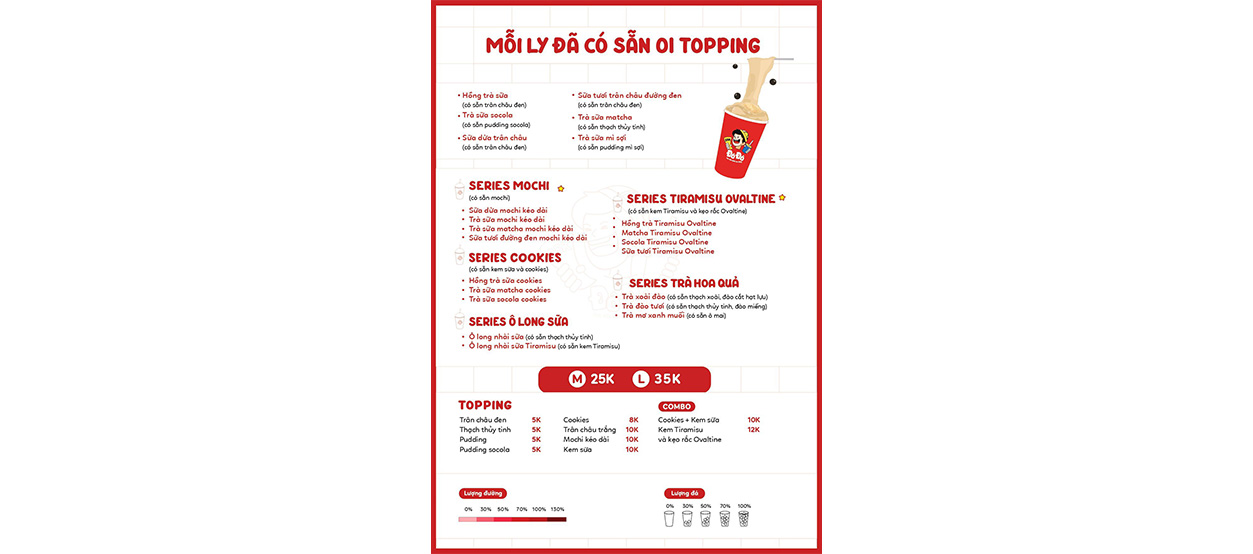 MỖI LY ĐÃ CÓ SẴN OI TOPPING
• Hồng trà sữa
(có sẵn trân châu đen)
• Trà sữa socola
(có sẵn pudding socola)
• Sữa dừa trân châu
(có sẵn trân châu đen)
• Sữa tươi trân châu đường đen
(có sẵn trân châu đen)
• Trà sữa matcha
(có sẵn thạch thủy tinh)
• Trà sữa mì sợi
(có sẵn pudding mì sợi)
SERIES MOCHI
(có sẵn mochi)
• Sữa dừa mochi kéo dài
• Trà sữa mochi kéo dài
• Trà sữa matcha mochi kéo dài
• Sữa tươi đường đen mochi kéo dài
SERIES COOKIES
(có sẵn kem sữa và cookies)
• Hồng trà sữa cookies
• Trà sữa matcha cookies
• Trà sữa socola cookies
SERIES Ô LONG SỮA
• Ô long nhài sữa (có sẵn thạch thủy tinh)
• Ô long nhài sữa Tiramisu (có sẵn kem Tiramisu)
SERIES TIRAMISU OVALTINE
(có sẵn kem Tiramisu và kẹo rắc Ovaltine)
• Hồng trà Tiramisu Ovaltine
• Matcha Tiramisu Ovaltine
• Socola Tiramisu Ovaltine
• Sữa tươi Tiramisu Ovaltine
SERIES TRÀ HOA QUẢ
• Trà xoài đào (có sẵn thạch xoài, đào cắt hạt lựu)
• Trà đào tươi (có sẵn thạch thủy tinh, đào miếng)
• Trà mơ xanh muối (có sẵn ô mai)
M 25K L 35K
TOPPING
Trân châu đen 5K
Thạch thủy tinh 5K
Pudding 5K
Pudding socola 5K
Cookies 8K
Trân châu trắng 10K
Mochi kéo dài 10K
Kem sữa 10K
COMBO
Cookies + Kem sữa 10K
Kem Tiramisu 12K
và kẹo rắc Ovaltine
Lượng đường
0% 30% 50% 70% 100% 130%
Lượng đá
0% 30% 50% 70% 100%